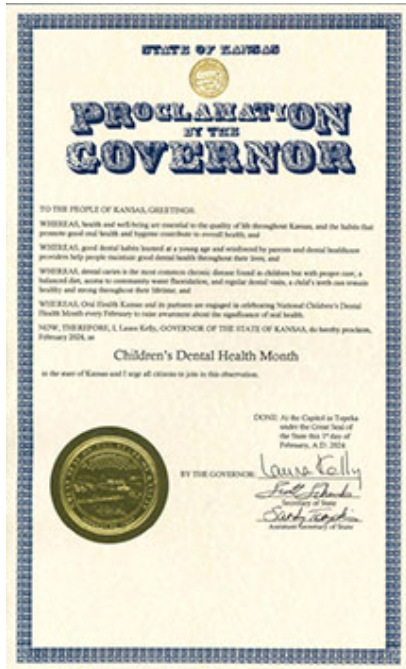 STATE OF KANSAS
PROCLAMATION
BY THE
GOVERNOR
TO THE PEOPLE OF KANSAS, GREETINGS:
WHEREAS, health and well-being are essential to the quality of life throughout Kansas, and the habits that
promote good oral health and hygiene contribute to overall health, and
WHEREAS, good dental habits learned at a young age and reinforced by parents and dental healthcare
providers help people maintain good dental health throughout their lives, and
WHEREAS, dental caries is the most common chronic disease found in children but with proper care, a
balanced diet, access to community water fluoridation, and regular dental visits, a child's teeth can remain
healthy and strong throughout their lifetime, and
WHEREAS, Oral Health Kansas and its partners are engaged in celebrating National Children's Dental
Health Month every February to raise awareness about the significance of oral health.
NOW, THEREFORE, I, Laura Kelly, GOVERNOR OF THE STATE OF KANSAS, do hereby proclaim,
February 2024, as
Children's Dental Health Month
in the state of Kansas and I urge all citizens to join in this observation.
DONE: At the Capitol in Topeka
under the Great Seal of
the State this 1st day of
February, A.D. 2024
BY THE GOVERNOR: Laura Kelly
Secretary of State
Assistant Secretary of State